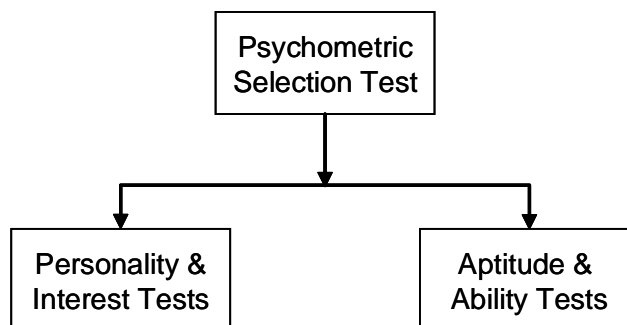 Psychometric
Selection Test
Personality &
Interest Tests
Aptitude &
Ability Tests